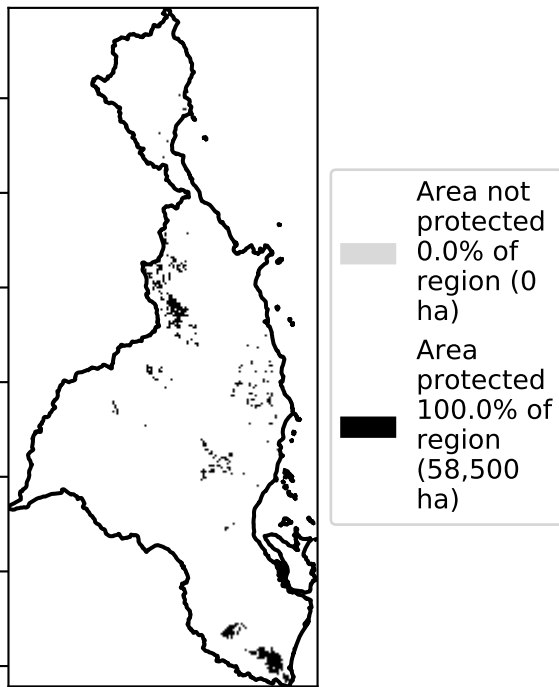 Area not
protected
0.0% of
region (0
ha)
Area
protected
100.0% of
region
(58,500
ha)